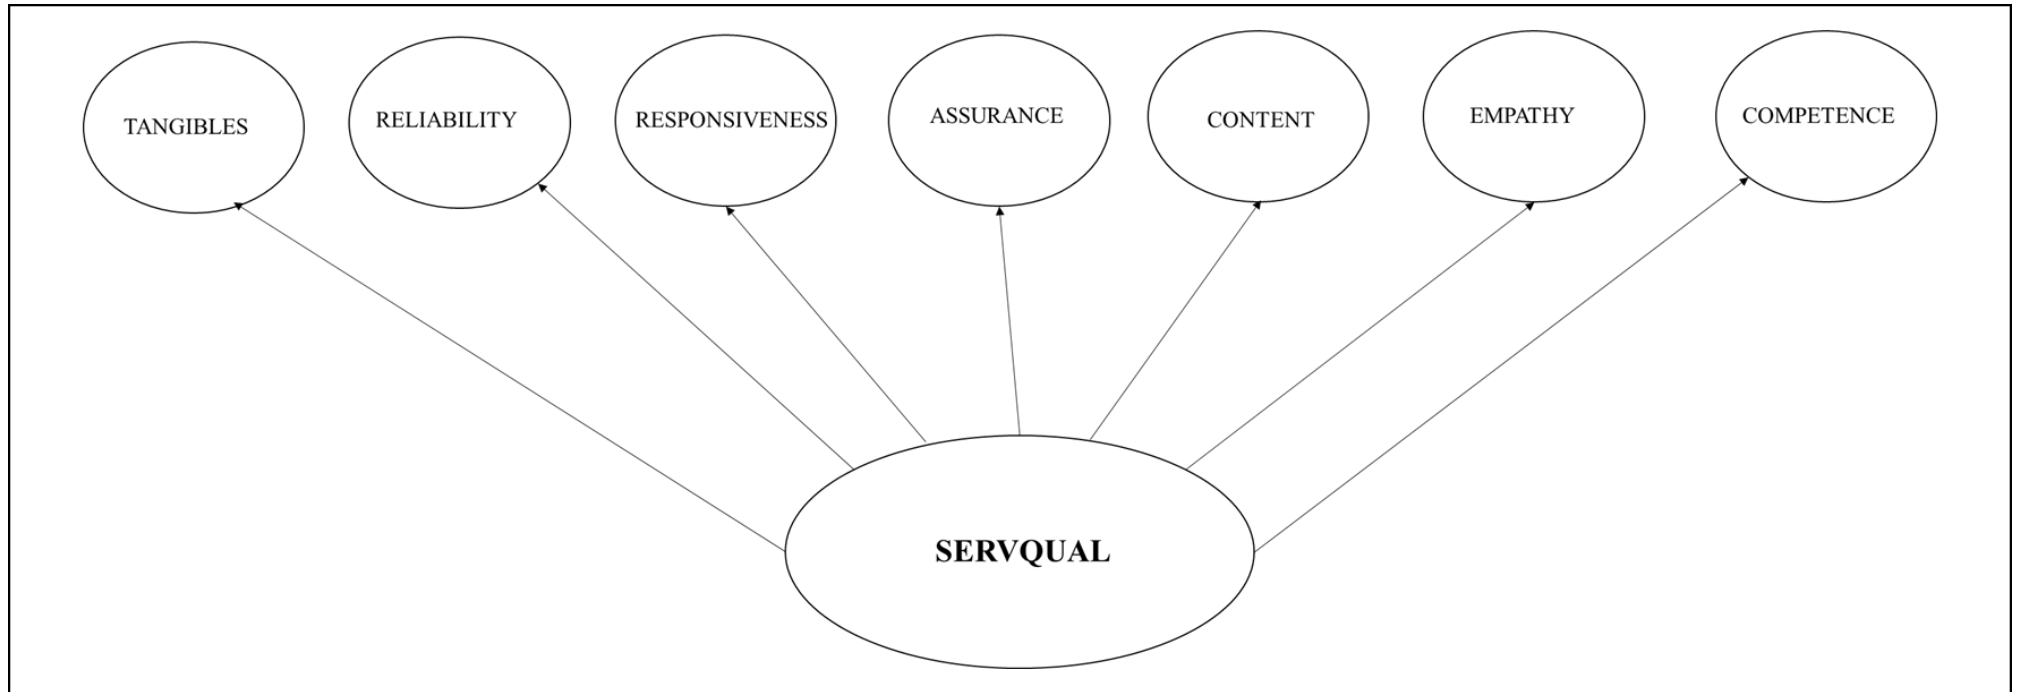 TANGIBLES
RELIABILITY
RESPONSIVENESS
ASSURANCE
CONTENT
EMPATHY
COMPETENCE
SERVQUAL